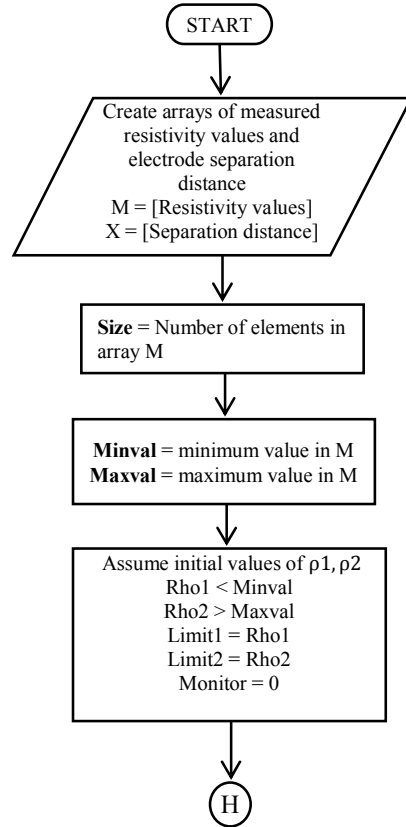 START
Create arrays of measured
resistivity values and
electrode separation
distance
M = [Resistivity values]
X = [Separation distance]
Size = Number of elements in
array M
Minval = minimum value in M
Maxval = maximum value in M
Assume initial values of ρ1, ρ2
Rho1 < Minval
Rho2 > Maxval
Limit1 = Rho1
Limit2 = Rho2
Monitor = 0
H